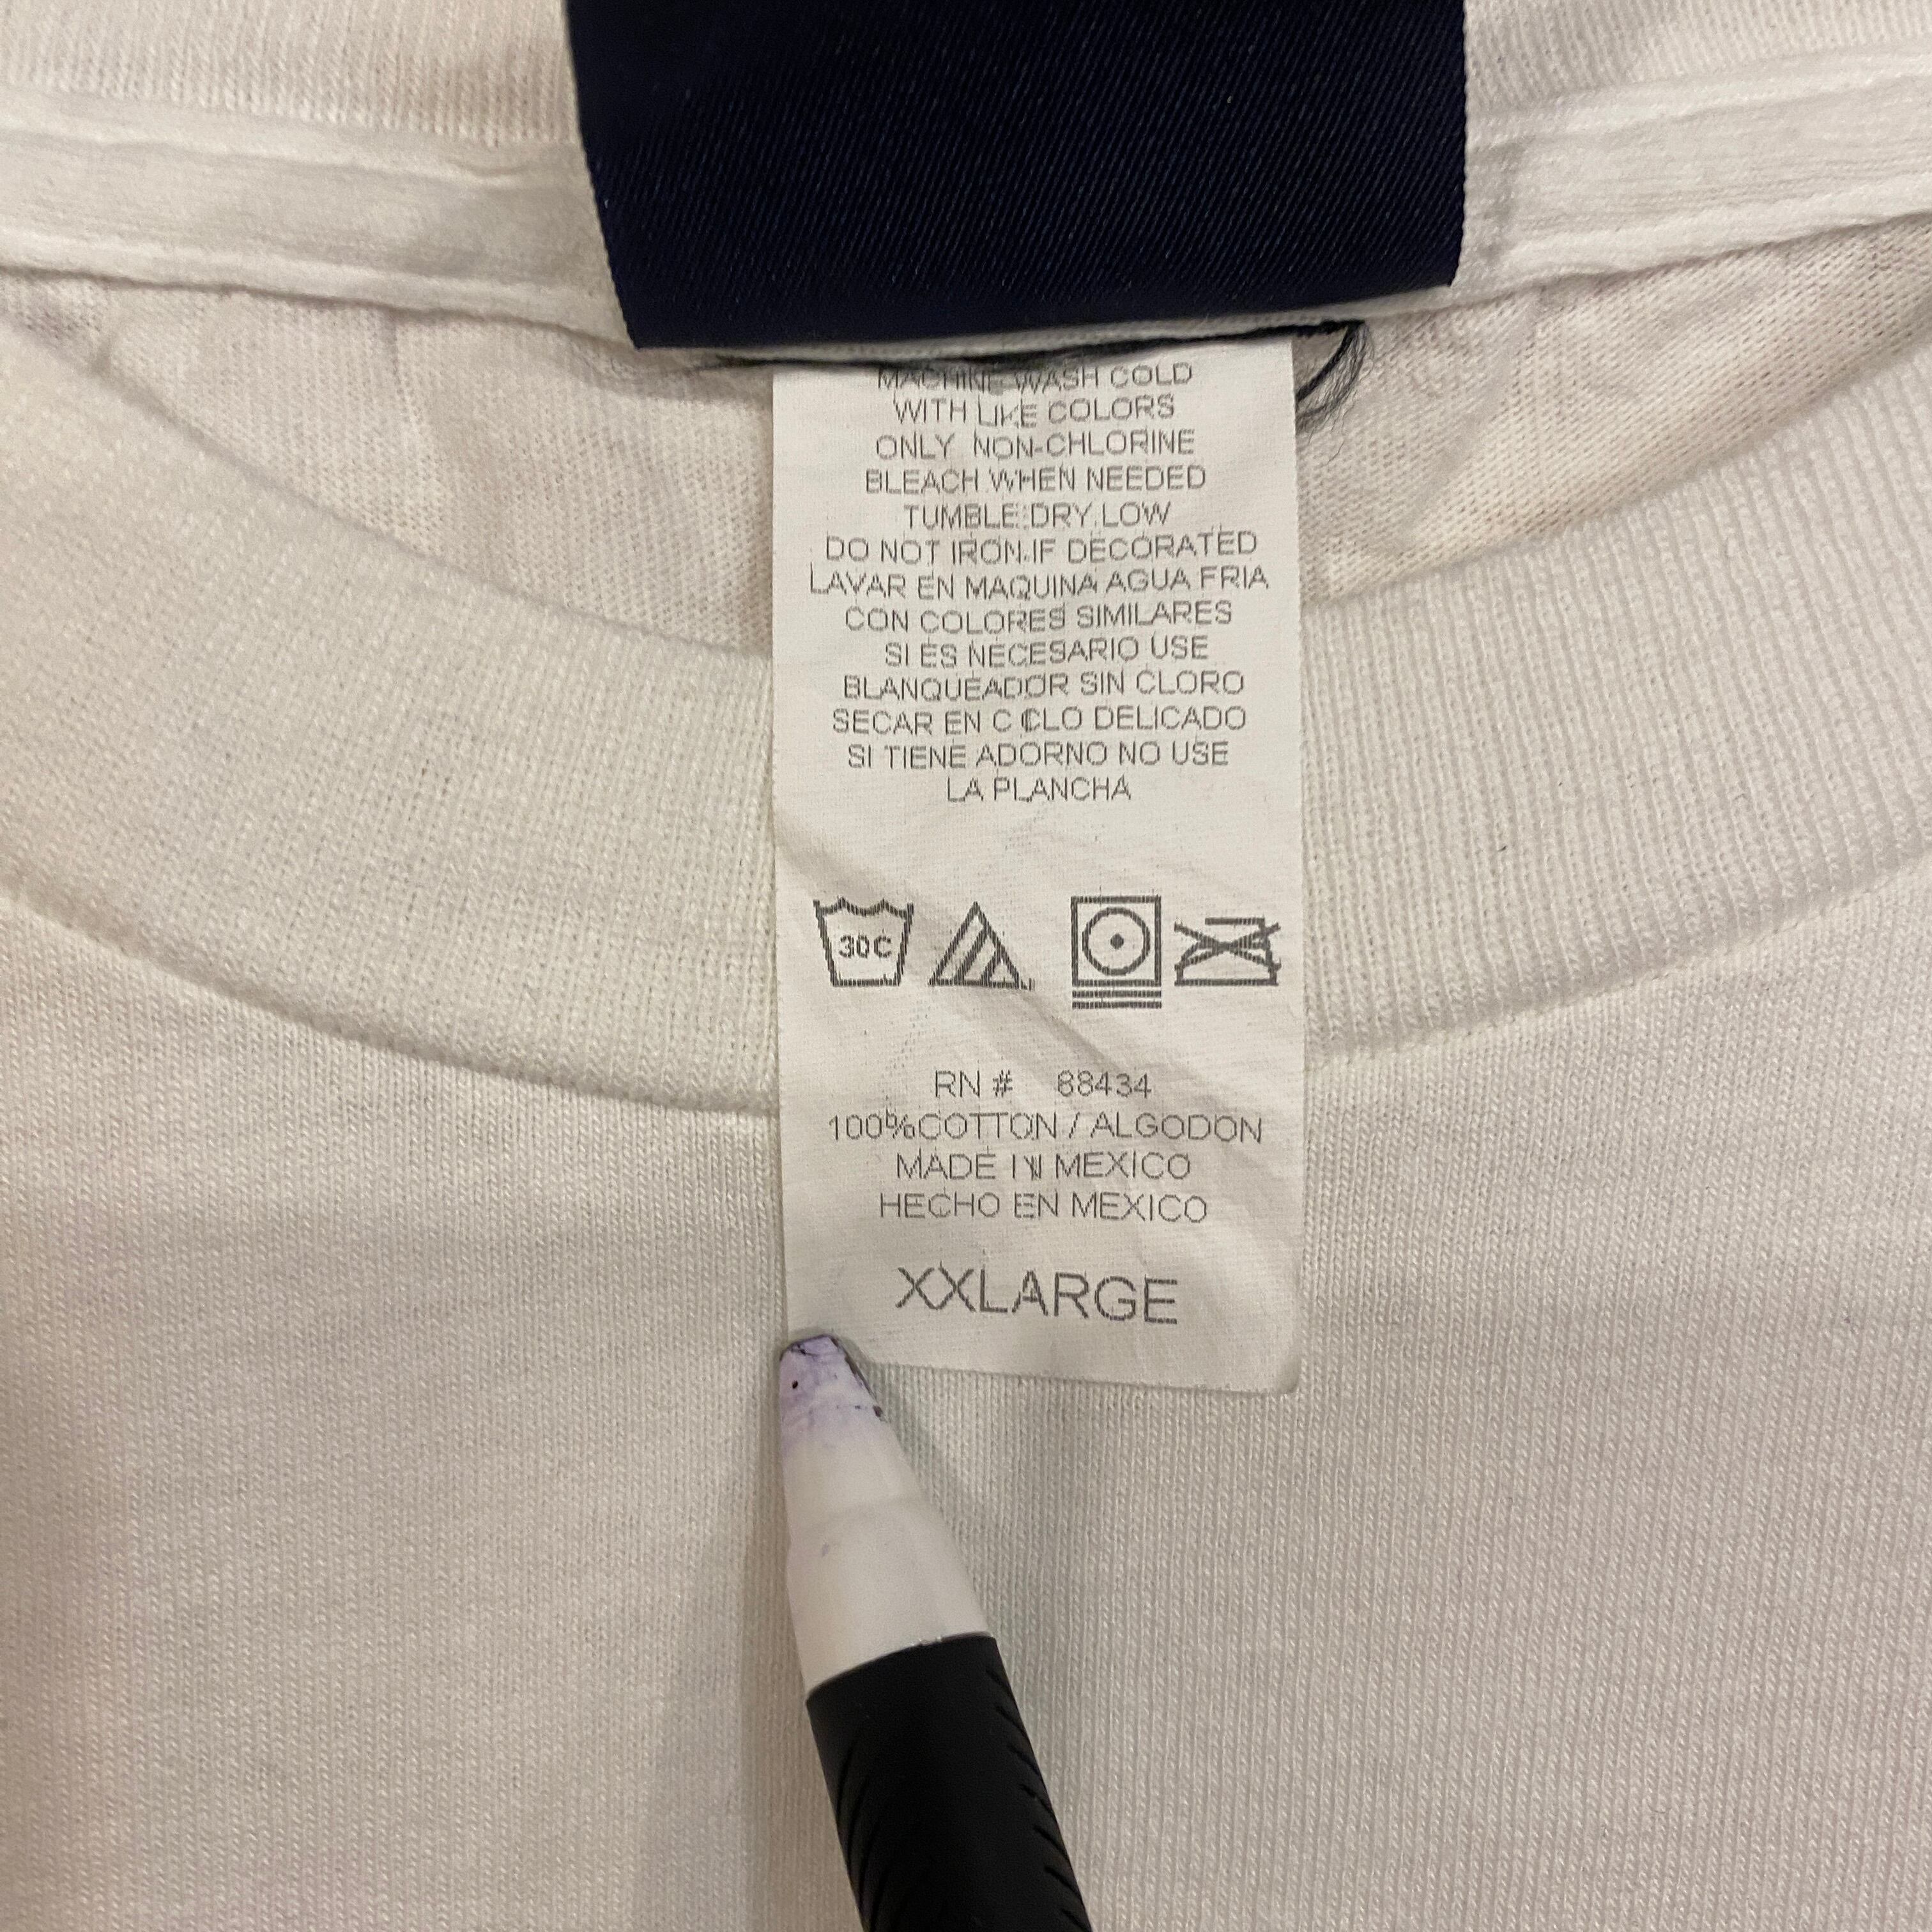 MACHINE WASH COLD
WITH LIKE COLORS
ONLY NON-CHLORINE
BLEACH WHEN NEEDED
TUMBLE DRY LOW
DO NOT IRON IF DECORATED
LAVAR EN MAQUINA AGUA FRIA
CON COLORES SIMILARES
SI ES NECESARIO USE
BLANQUEADOR SIN CLORO
SECAR EN CICLO DELICADO
SI TIENE ADORNO NO USE
LA PLANCHA
30C
RN # 88434
100%COTTON / ALGODON
MADE IN MEXICO
HECHO EN MEXICO
XXLARGE